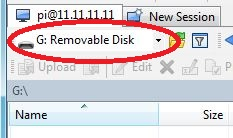 pi@11.11.11.11 New Session
G: Removable Disk
Upload Edit
G:\
Name Size